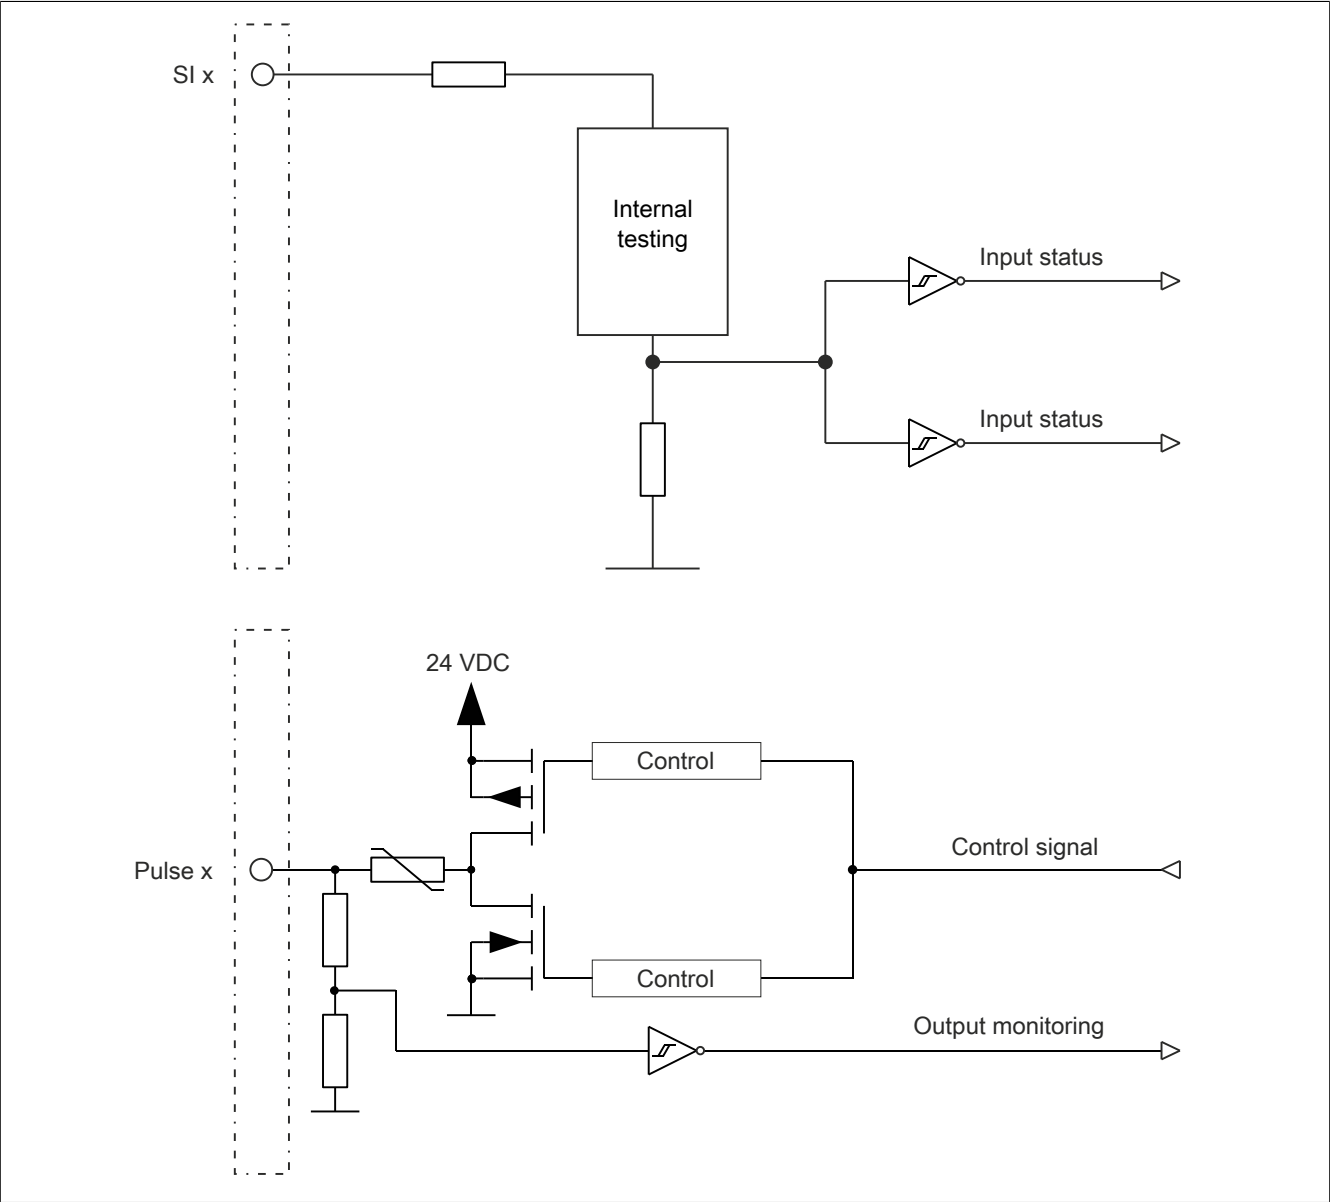 SI x
Internal
testing
Input status
Input status
24 VDC
Control
Control signal
Pulse x
Control
Output monitoring